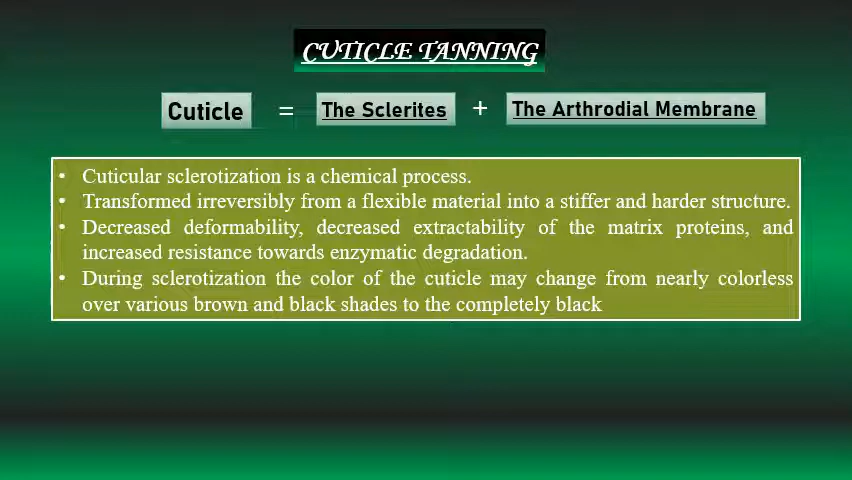 CUTICLE TANNING
Cuticle = The Sclerites + The Arthrodial Membrane
• Cuticular sclerotization is a chemical process.
• Transformed irreversibly from a flexible material into a stiffer and harder structure.
• Decreased deformability, decreased extractability of the matrix proteins, and
increased resistance towards enzymatic degradation.
• During sclerotization the color of the cuticle may change from nearly colorless
over various brown and black shades to the completely black